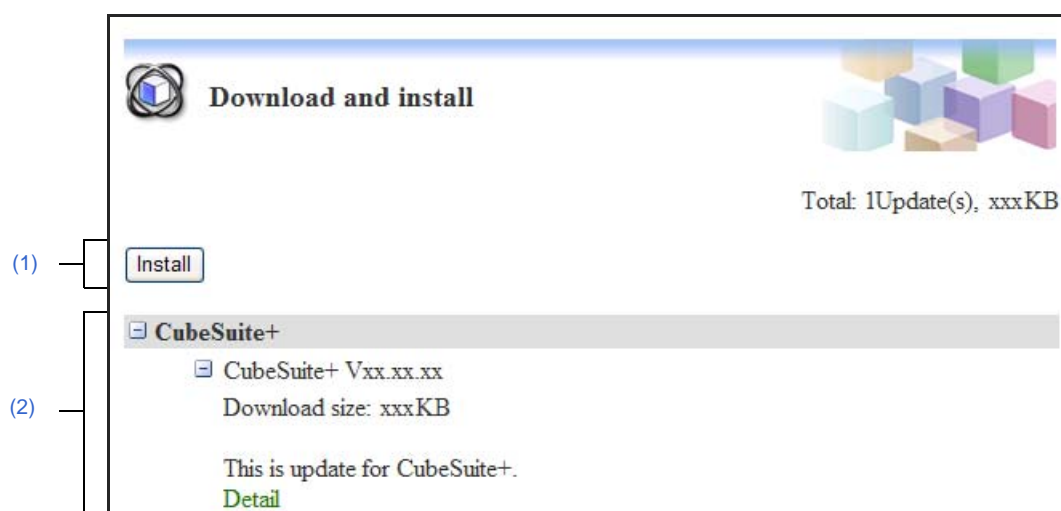 Download and install
Total: 1Update(s), xxxKB
(1)
Install
CubeSuite+
CubeSuite+ Vxx.xx.xx
(2)
Download size: xxxKB
This is update for CubeSuite+.
Detail